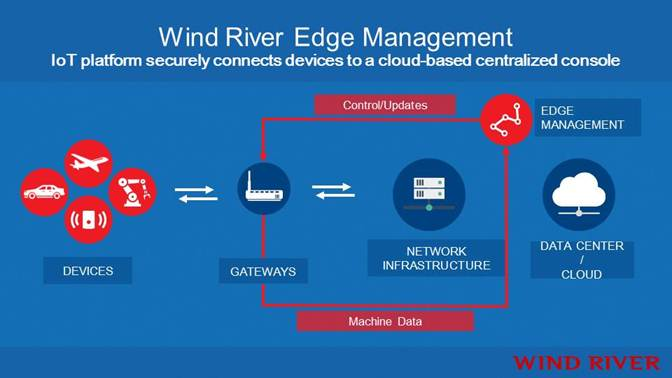 Wind River Edge Management
IoT platform securely connects devices to a cloud-based centralized console
Control/Updates
EDGE
MANAGEMENT
DEVICES
GATEWAYS
NETWORK
INFRASTRUCTURE
DATA CENTER
/
CLOUD
Machine Data
WIND RIVER